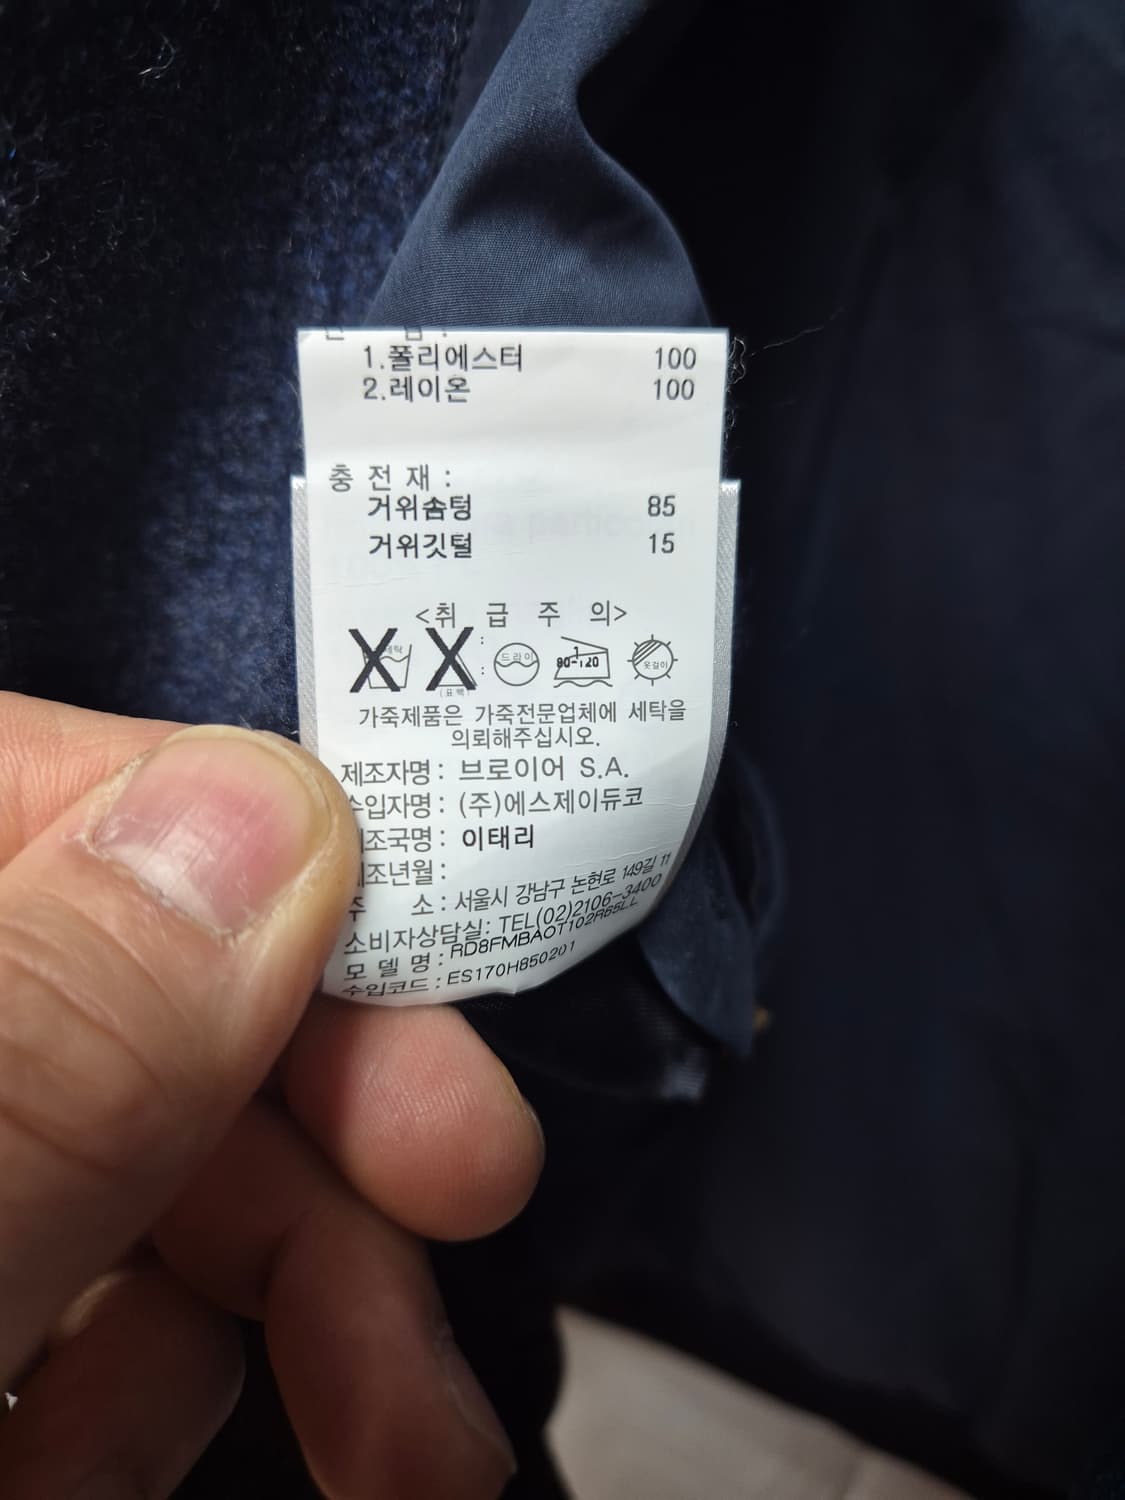 1.폴리에스터 100
2.레이온 100
충 전 재 :
거위솜털 85
거위깃털 15
<취 급 주 의>
드라이 80-120 옷걸이
(표백)
가죽제품은 가죽전문업체에 세탁을
의뢰해주십시오.
제조자명 : 브로이어 S.A.
수입자명 : (주)에스제이듀코
조국명 : 이태리
조년월 :
주 소 : 서울시 강남구 논현로 149길 11
소비자상담실: TEL(02)2106-3400
모 델 명 : RD8FMBAOT102R65LL
수입코드 : ES170H850201